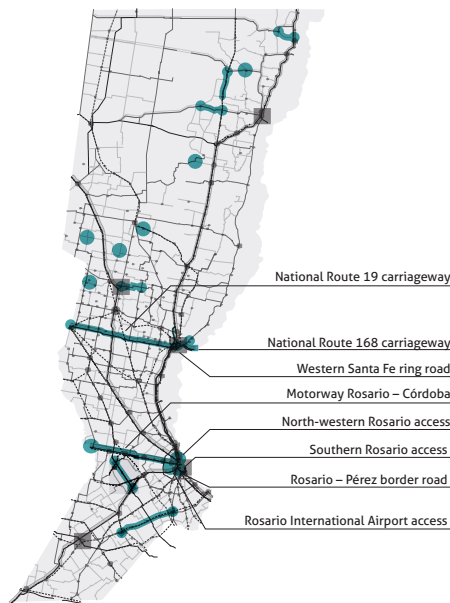 National Route 19 carriageway
National Route 168 carriageway
Western Santa Fe ring road
Motorway Rosario – Córdoba
North-western Rosario access
Southern Rosario access
Rosario – Pérez border road
Rosario International Airport access